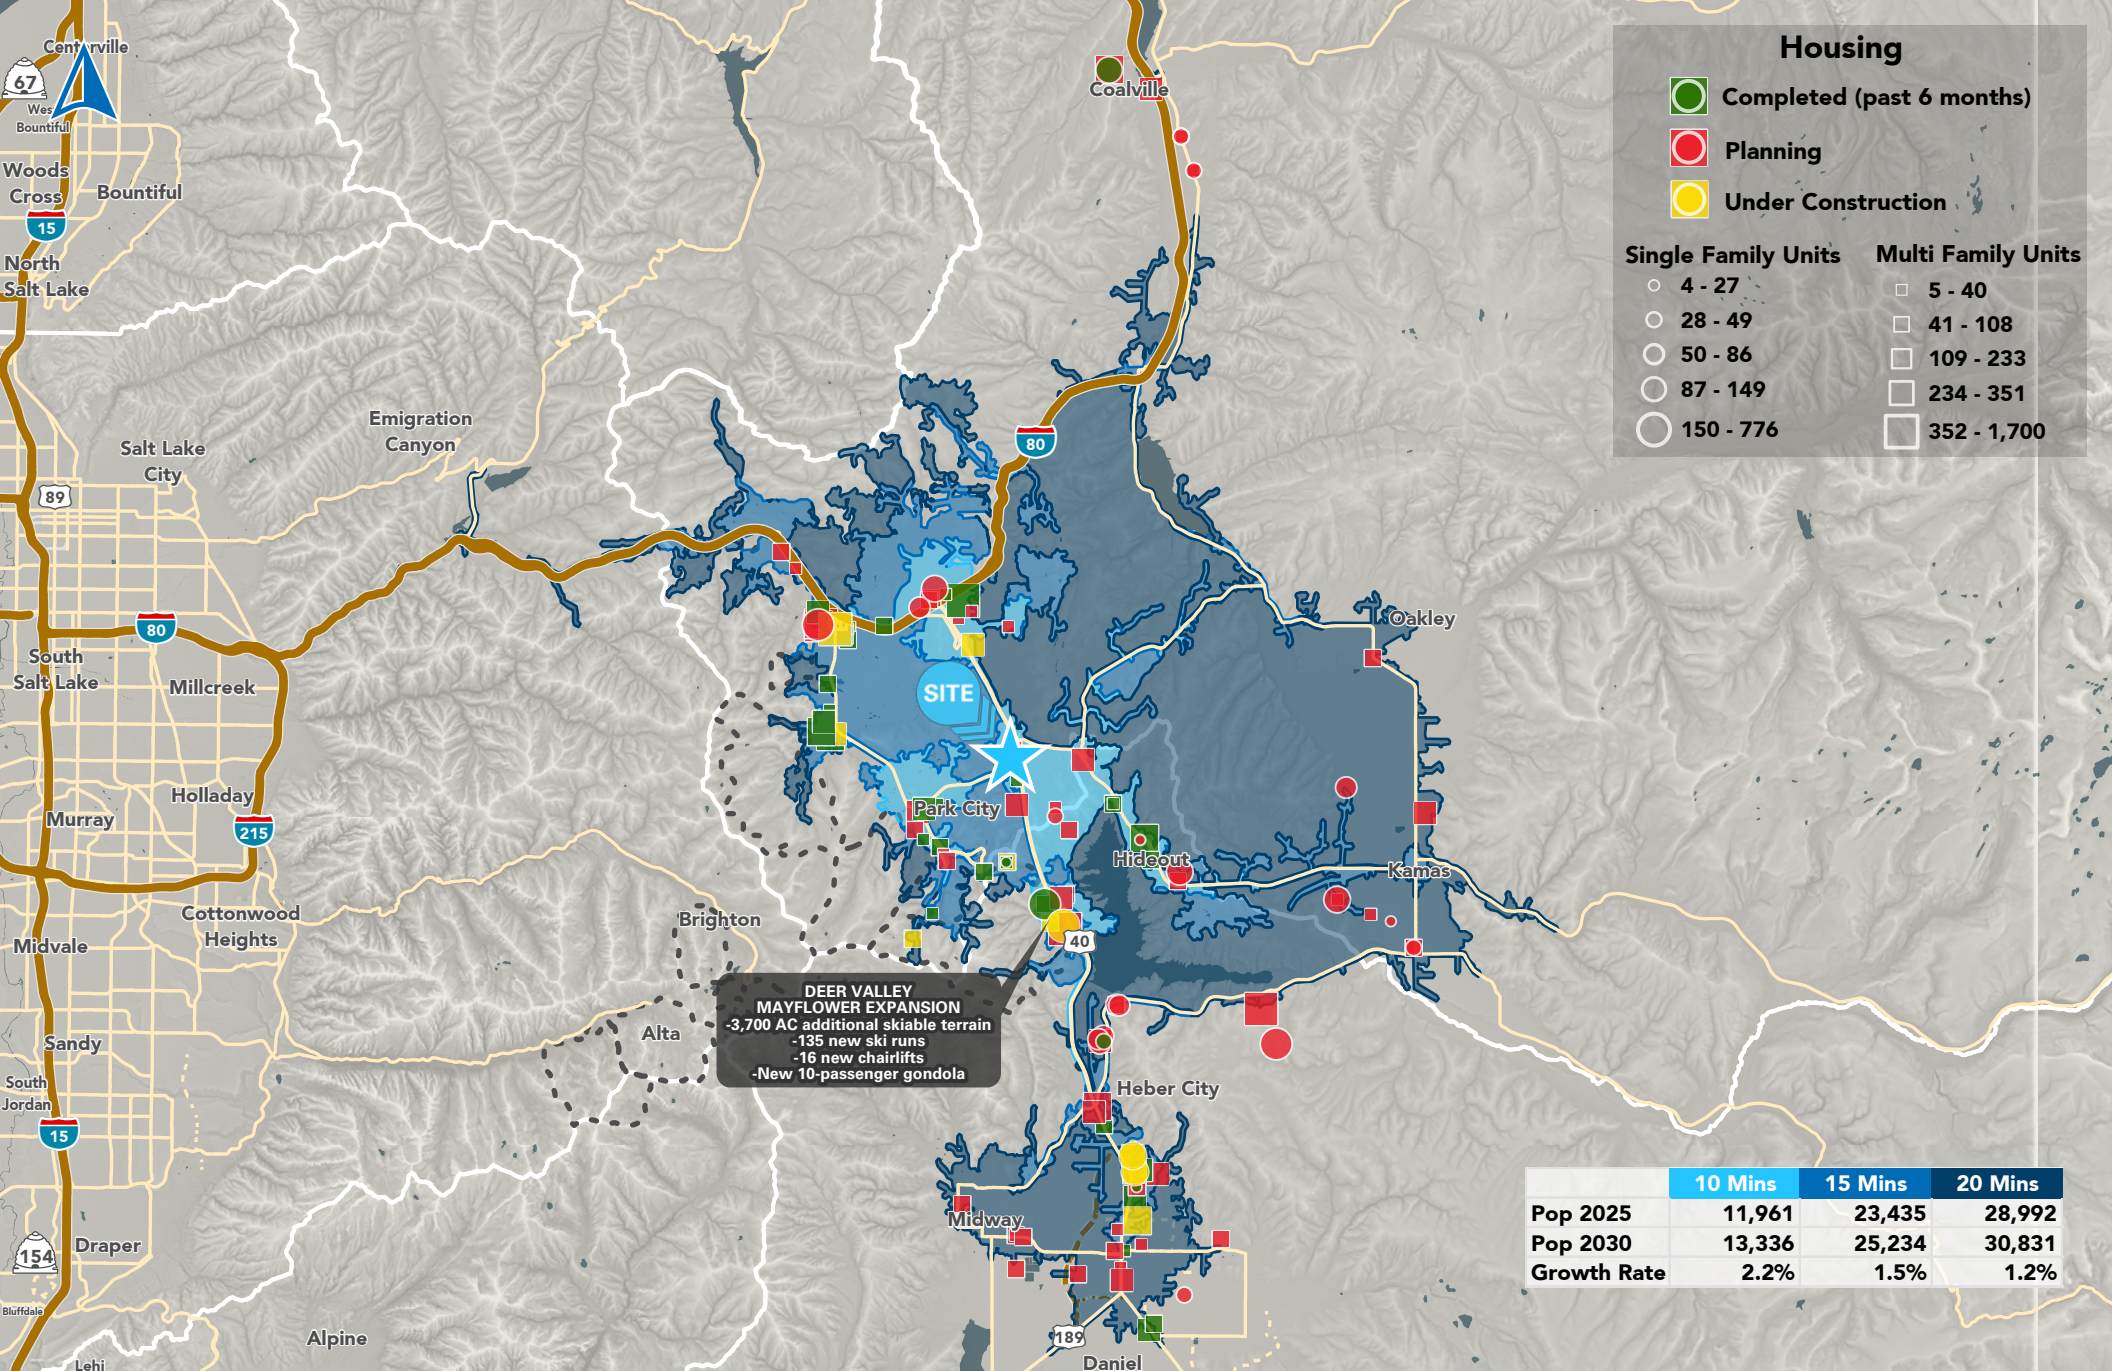 Housing
Completed (past 6 months)
Planning
Under Construction
Single Family Units
4 - 27
28 - 49
50 - 86
87 - 149
150 - 776
Multi Family Units
5 - 40
41 - 108
109 - 233
234 - 351
352 - 1,700
Centerville
67
West
Bountiful
Woods
Cross
Bountiful
15
North
Salt Lake
Coalville
Emigration
Canyon
Salt Lake
City
89
80
80
South
Salt Lake
Millcreek
Oakley
SITE
Holladay
Murray
215
Park City
Hideout
Kamas
Cottonwood
Heights
Midvale
Brighton
40
DEER VALLEY
MAYFLOWER EXPANSION
-3,700 AC additional skiable terrain
-135 new ski runs
-16 new chairlifts
-New 10-passenger gondola
Alta
Sandy
South
Jordan
15
Heber City
Midway
154
Draper
Bluffdale
Alpine
Lehi
189
Daniel
10 Mins 15 Mins 20 Mins
Pop 2025 11,961 23,435 28,992
Pop 2030 13,336 25,234 30,831
Growth Rate 2.2% 1.5% 1.2%